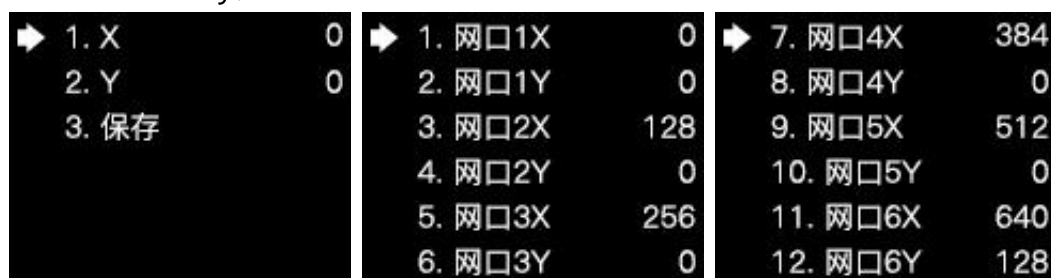 1. X 0
2. Y 0
3. 保存
1. 网口1X 0
2. 网口1Y 0
3. 网口2X 128
4. 网口2Y 0
5. 网口3X 256
6. 网口3Y 0
7. 网口4X 384
8. 网口4Y 0
9. 网口5X 512
10. 网口5Y 0
11. 网口6X 640
12. 网口6Y 128